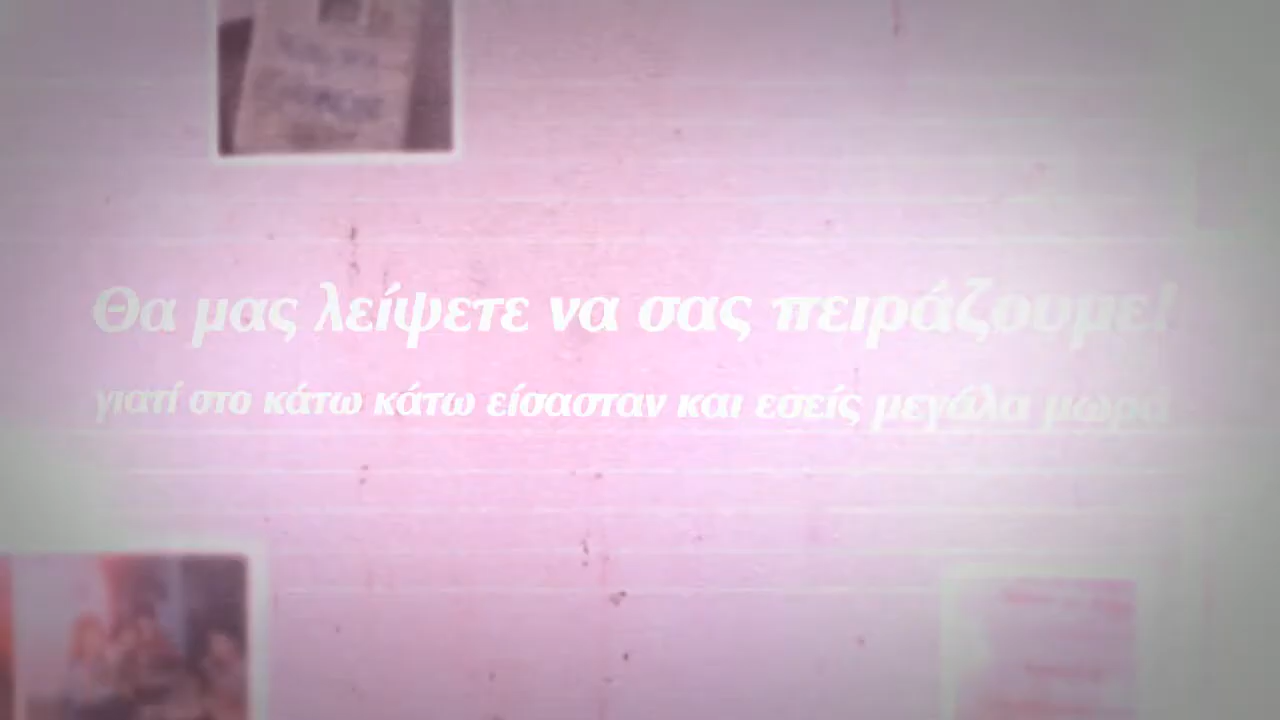 Θα μας λείψετε να σας πειράζουμε!
γιατί στο κάτω κάτω είσασταν και εσείς μεγάλα μωρά